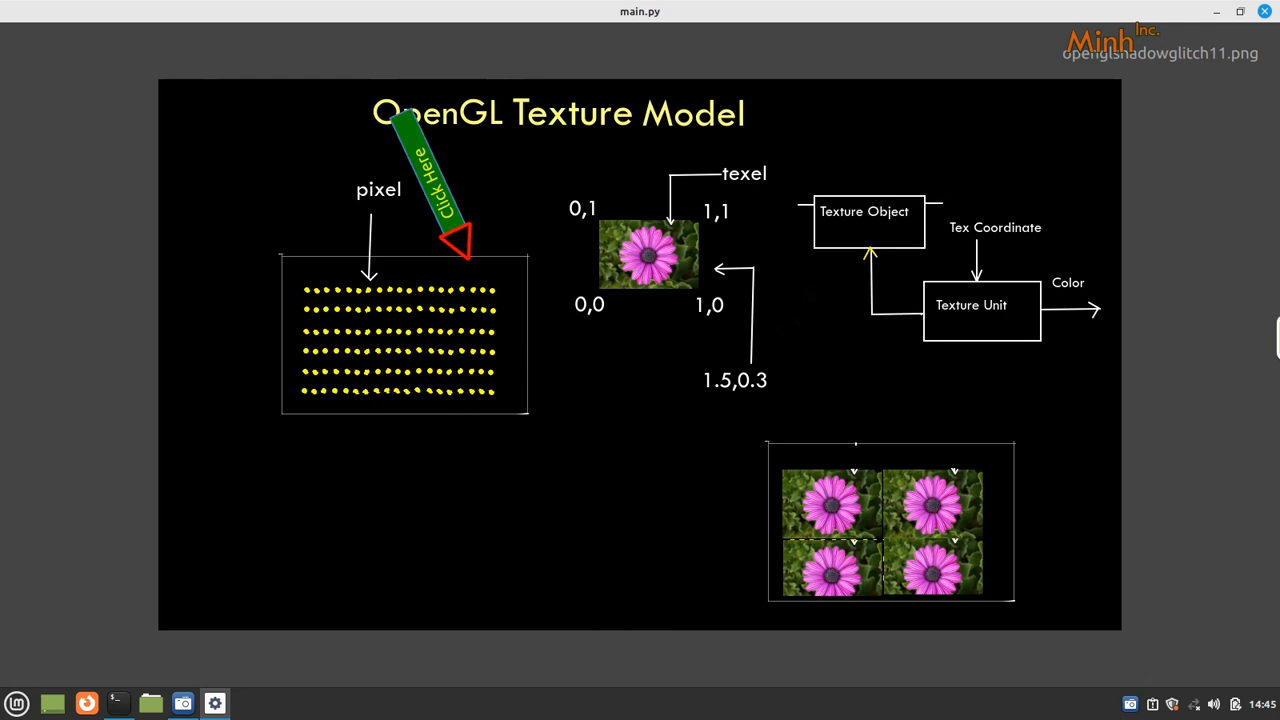 main.py
Minh Inc.
openglshadowglitch11.png
OpenGL Texture Model
Click Here
pixel
texel
0,1
1,1
0,0
1,0
1.5,0.3
Texture Object
Tex Coordinate
Texture Unit
Color
14:45